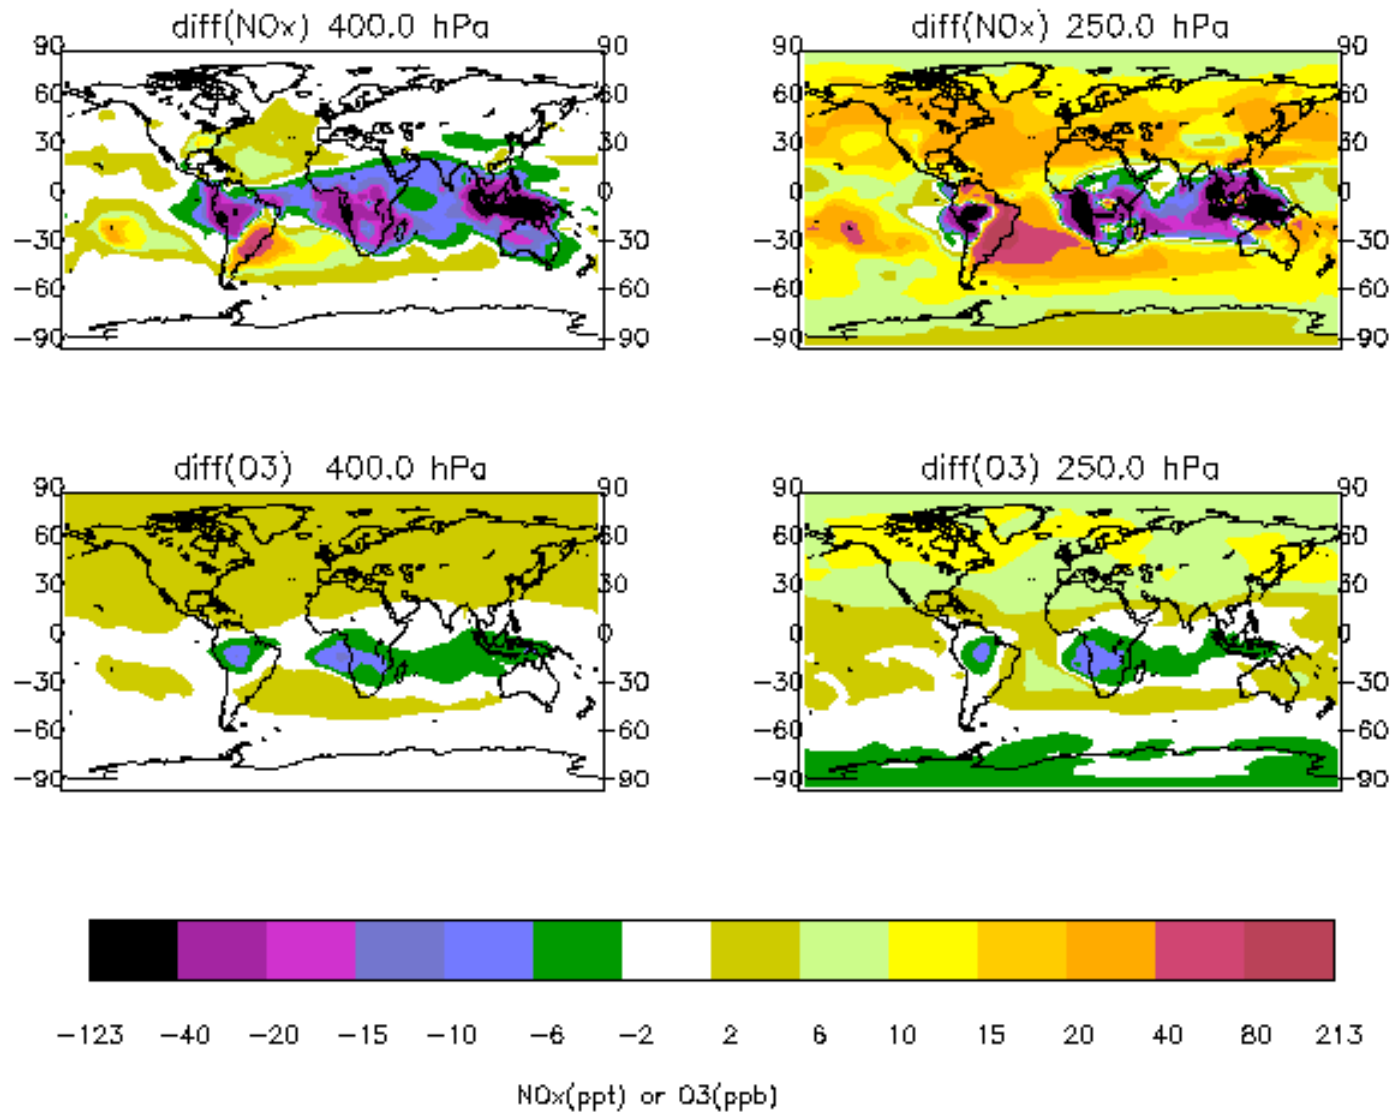 diff(NOx) 400.0 hPa
diff(NOx) 250.0 hPa
90 90 90 90
60 60 60 60
30 30 30 30
0 0 0 0
-30 -30 -30 -30
-60 -60 -60 -60
-90 -90 -90 -90
diff(O3) 400.0 hPa
diff(O3) 250.0 hPa
90 90 90 90
60 60 60 60
30 30 30 30
0 0 0 0
-30 -30 -30 -30
-60 -60 -60 -60
-90 -90 -90 -90
-123 -40 -20 -15 -10 -6 -2 2 6 10 15 20 40 80 213
NOx(ppt) or O3(ppb)